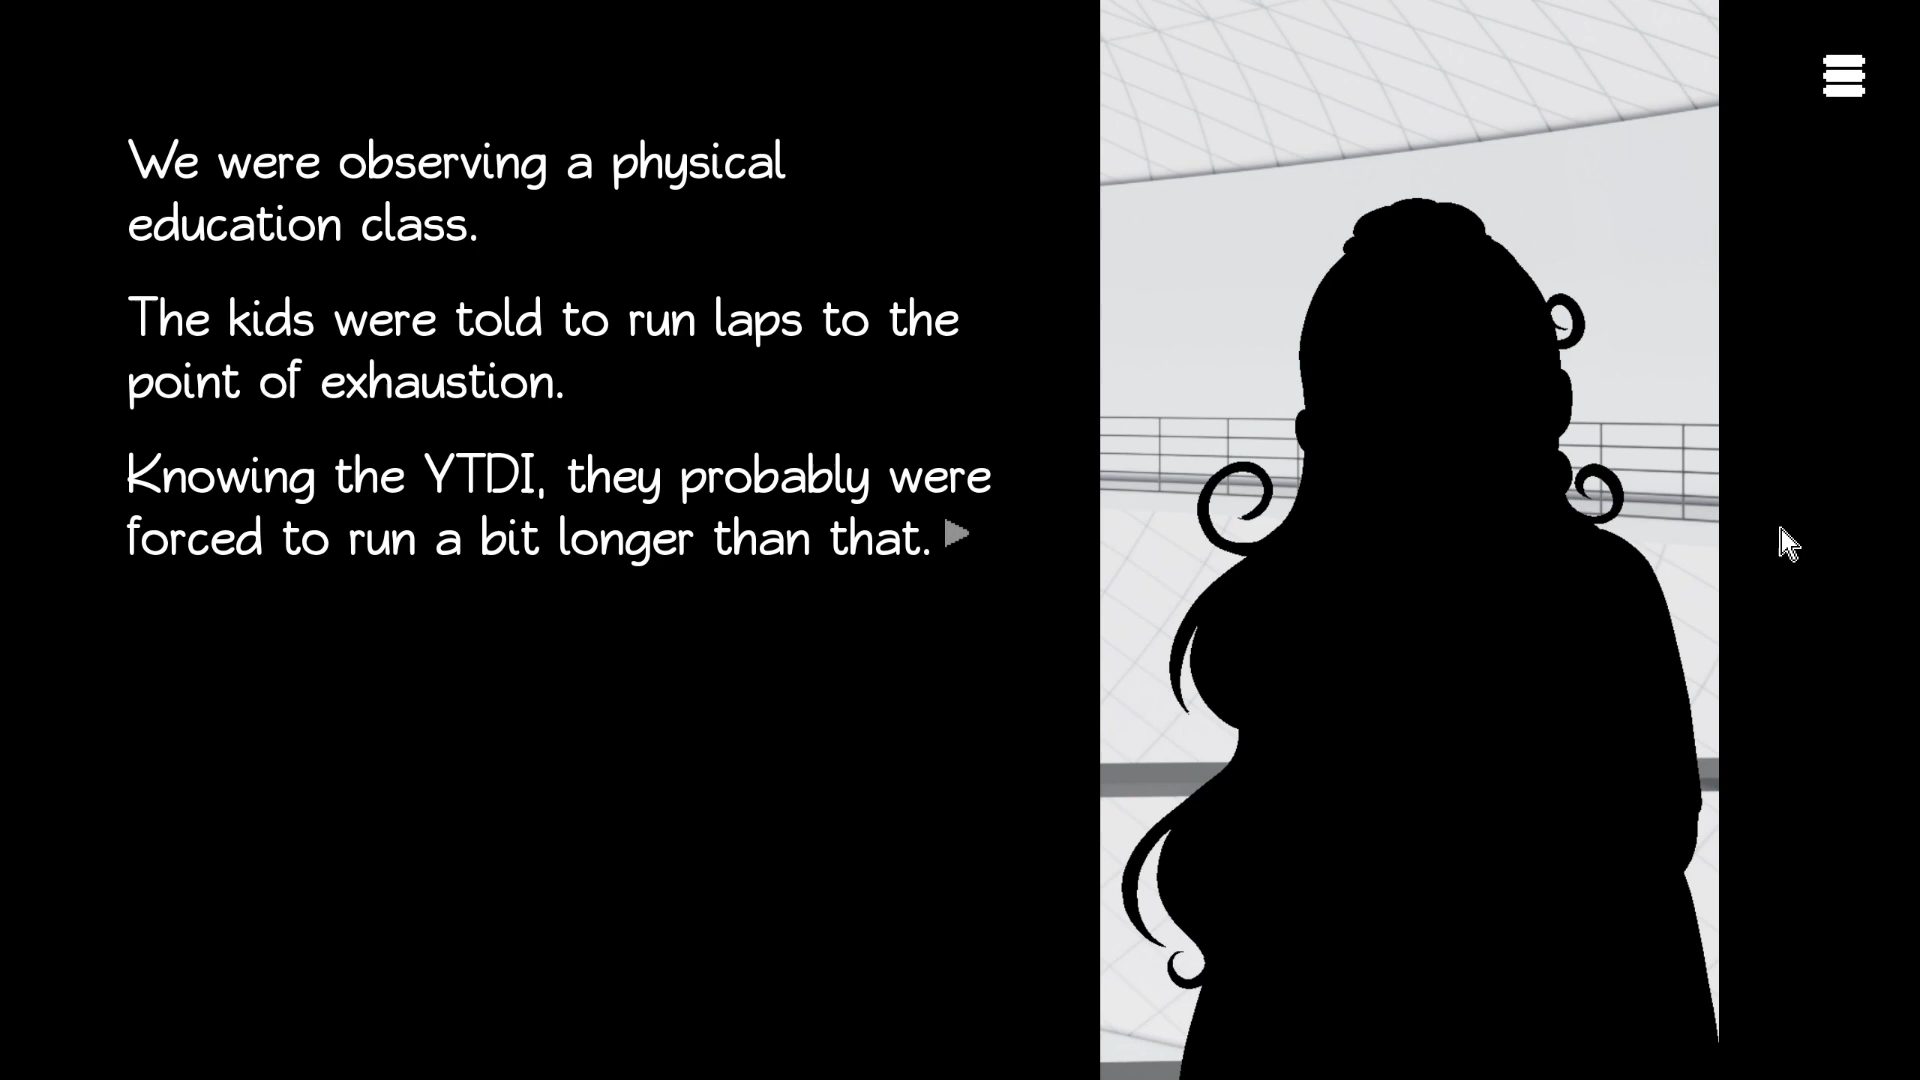 We were observing a physical
education class.
The kids were told to run laps to the
point of exhaustion.
Knowing the YTDI, they probably were
forced to run a bit longer than that.